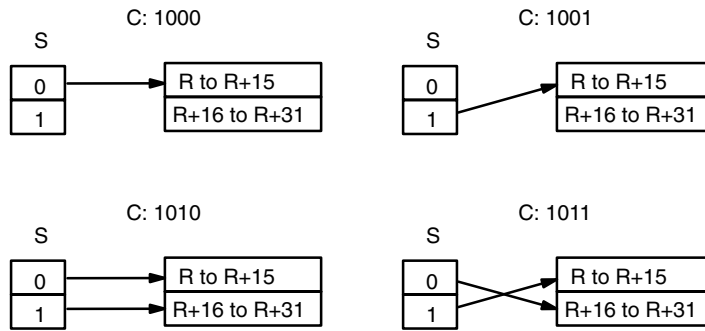 C: 1000
S
0
1
R to R+15
R+16 to R+31
C: 1001
S
0
1
R to R+15
R+16 to R+31
C: 1010
S
0
1
R to R+15
R+16 to R+31
C: 1011
S
0
1
R to R+15
R+16 to R+31